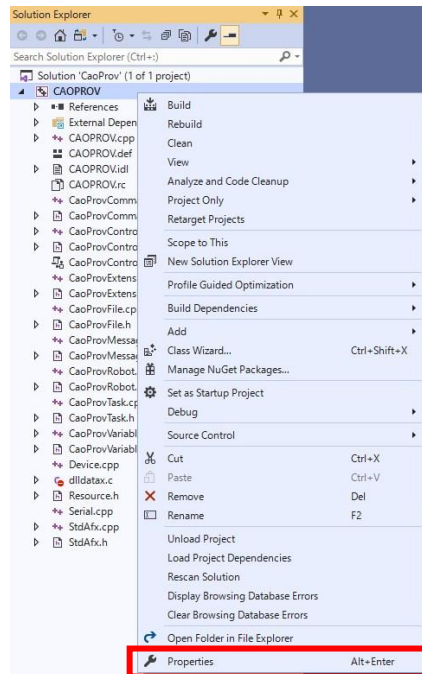 Solution Explorer
Search Solution Explorer (Ctrl+:)
Solution 'CaoProv' (1 of 1 project)
CAOPROV
References
External Depen
CAOPROV.cpp
CAOPROV.def
CAOPROV.idl
CAOPROV.rc
CaoProvComm
CaoProvComm
CaoProvContro
CaoProvContro
CaoProvContro
CaoProvExtens
CaoProvExtens
CaoProvFile.cp
CaoProvFile.h
CaoProvMessa
CaoProvMessa
CaoProvRobot.
CaoProvRobot.
CaoProvTask.cp
CaoProvTask.h
CaoProvVariabl
CaoProvVariabl
Device.cpp
dlldatax.c
Resource.h
Serial.cpp
StdAfx.cpp
StdAfx.h
Build
Rebuild
Clean
View
Analyze and Code Cleanup
Project Only
Retarget Projects
Scope to This
New Solution Explorer View
Profile Guided Optimization
Build Dependencies
Add
Class Wizard... Ctrl+Shift+X
Manage NuGet Packages...
Set as Startup Project
Debug
Source Control
Cut Ctrl+X
Paste Ctrl+V
Remove Del
Rename F2
Unload Project
Load Project Dependencies
Rescan Solution
Display Browsing Database Errors
Clear Browsing Database Errors
Open Folder in File Explorer
Properties Alt+Enter